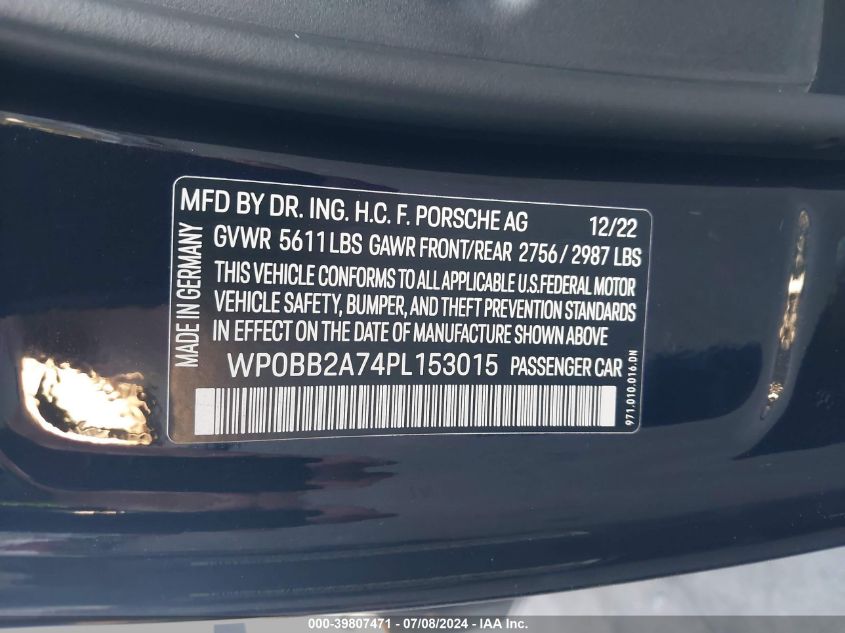 MFD BY DR. ING. H.C. F. PORSCHE AG 12/22
GVWR 5611 LBS GAWR FRONT/REAR 2756/2987 LBS
THIS VEHICLE CONFORMS TO ALL APPLICABLE U.S.FEDERAL MOTOR
VEHICLE SAFETY, BUMPER, AND THEFT PREVENTION STANDARDS
IN EFFECT ON THE DATE OF MANUFACTURE SHOWN ABOVE
WP0BB2A74PL153015 PASSENGER CAR
MADE IN GERMANY
971.010.016.DN
000-39807471 - 07/08/2024 - IAA Inc.